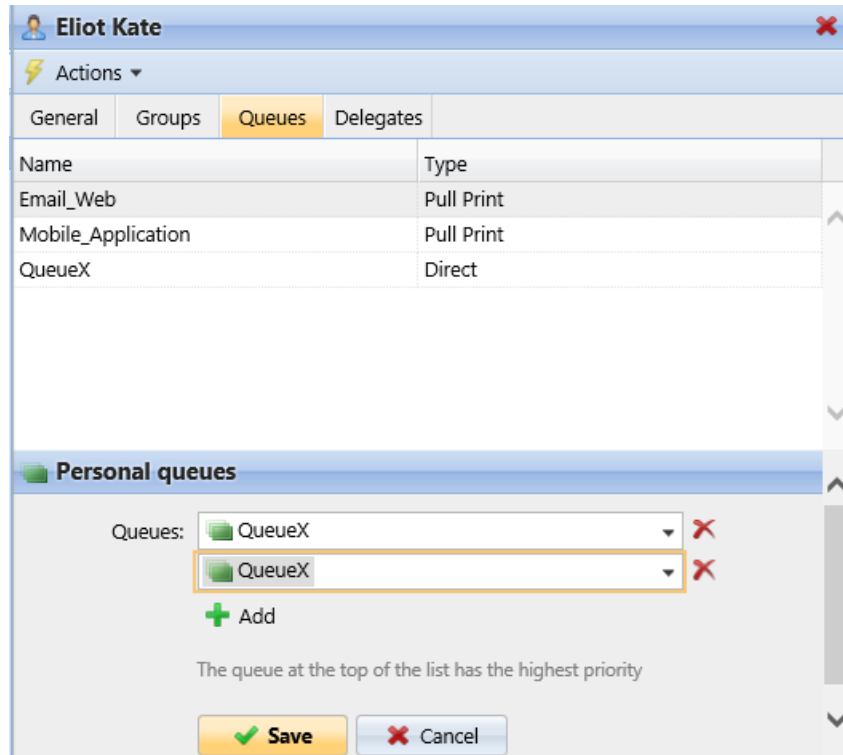 Eliot Kate
Actions
General Groups Queues Delegates
Name Type
Email_Web Pull Print
Mobile_Application Pull Print
QueueX Direct
Personal queues
Queues: QueueX
QueueX
Add
The queue at the top of the list has the highest priority
Save Cancel